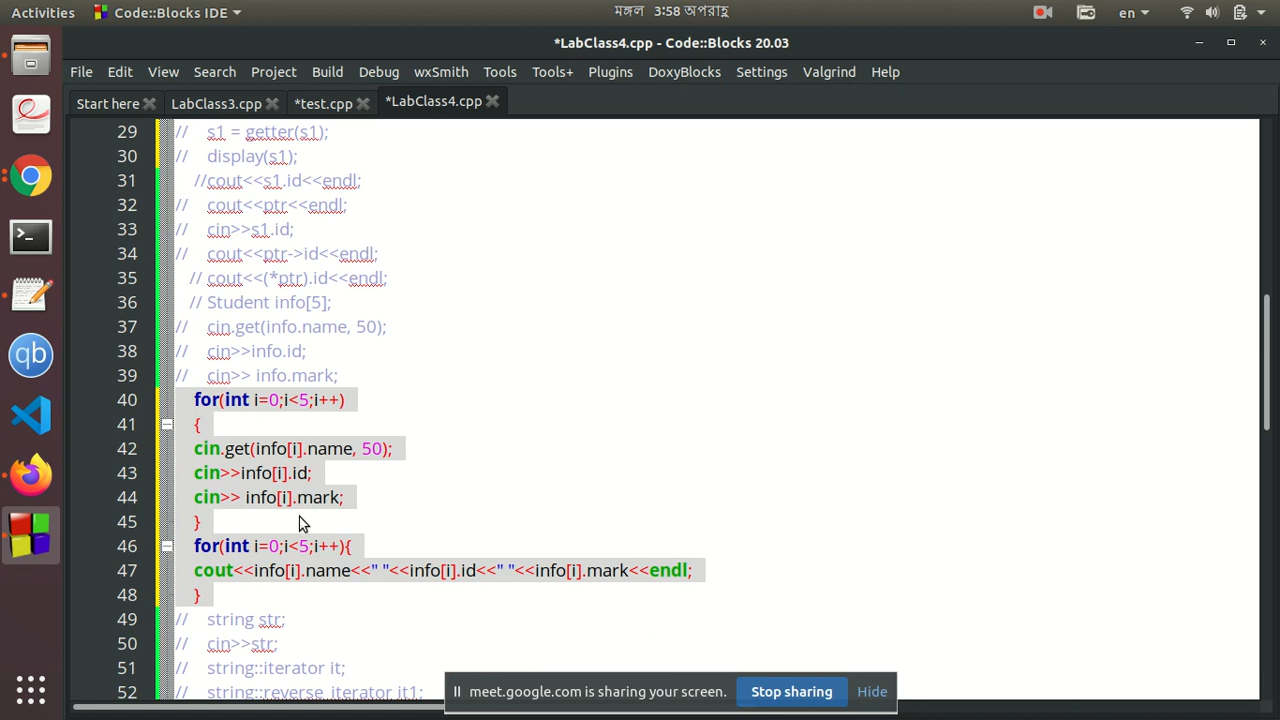 Activities Code::Blocks IDE মঙ্গল 3:58 অপরাহ্ণ en
*LabClass4.cpp - Code::Blocks 20.03
File Edit View Search Project Build Debug wxSmith Tools Tools+ Plugins DoxyBlocks Settings Valgrind Help
Start here LabClass3.cpp *test.cpp *LabClass4.cpp
29 // s1 = getter(s1);
30 // display(s1);
31 //cout<<s1.id<<endl;
32 // cout<<ptr<<endl;
33 // cin>>s1.id;
34 // cout<<ptr->id<<endl;
35 // cout<<(*ptr).id<<endl;
36 // Student info[5];
37 // cin.get(info.name, 50);
38 // cin>>info.id;
39 // cin>> info.mark;
40 for(int i=0;i<5;i++)
41 {
42 cin.get(info[i].name, 50);
43 cin>>info[i].id;
44 cin>> info[i].mark;
45 }
46 for(int i=0;i<5;i++){
47 cout<<info[i].name<<" "<<info[i].id<<" "<<info[i].mark<<endl;
48 }
49 // string str;
50 // cin>>str;
51 // string::iterator it;
52 // string::reverse_iterator it1;
meet.google.com is sharing your screen. Stop sharing Hide